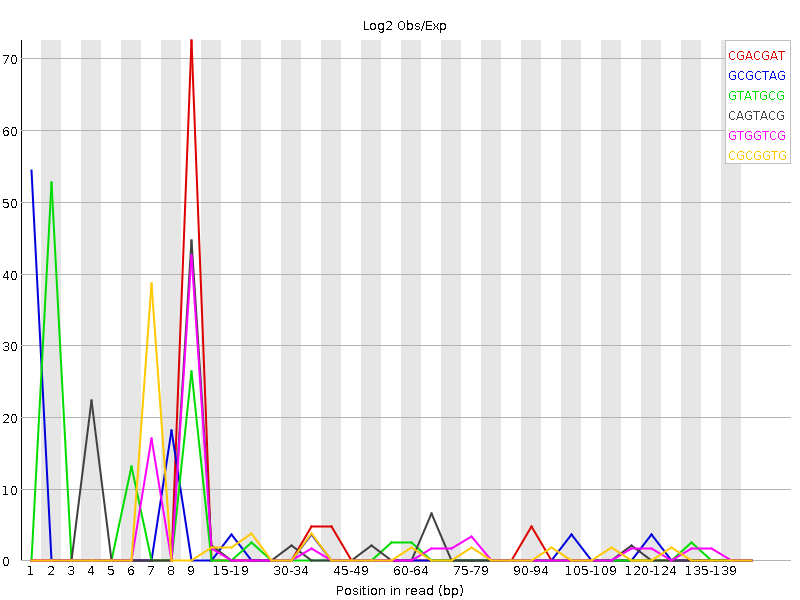 Log2 Obs/Exp
CGACGAT
GCGCTAG
GTATGCG
CAGTACG
GTGGTCG
CGCGGTG
70
60
50
40
30
20
10
0
1 2 3 4 5 6 7 8 9 15-19 30-34 45-49 60-64 75-79 90-94 105-109 120-124 135-139
Position in read (bp)